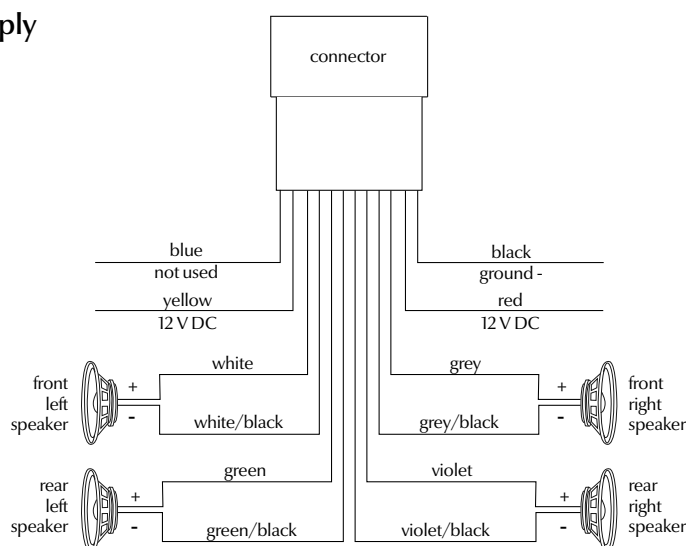 ply
connector
blue
not used
yellow
12 V DC
black
ground -
red
12 V DC
white
white/black
front
left
speaker
+
-
grey
grey/black
+
-
front
right
speaker
green
green/black
rear
left
speaker
+
-
violet
violet/black
+
-
rear
right
speaker